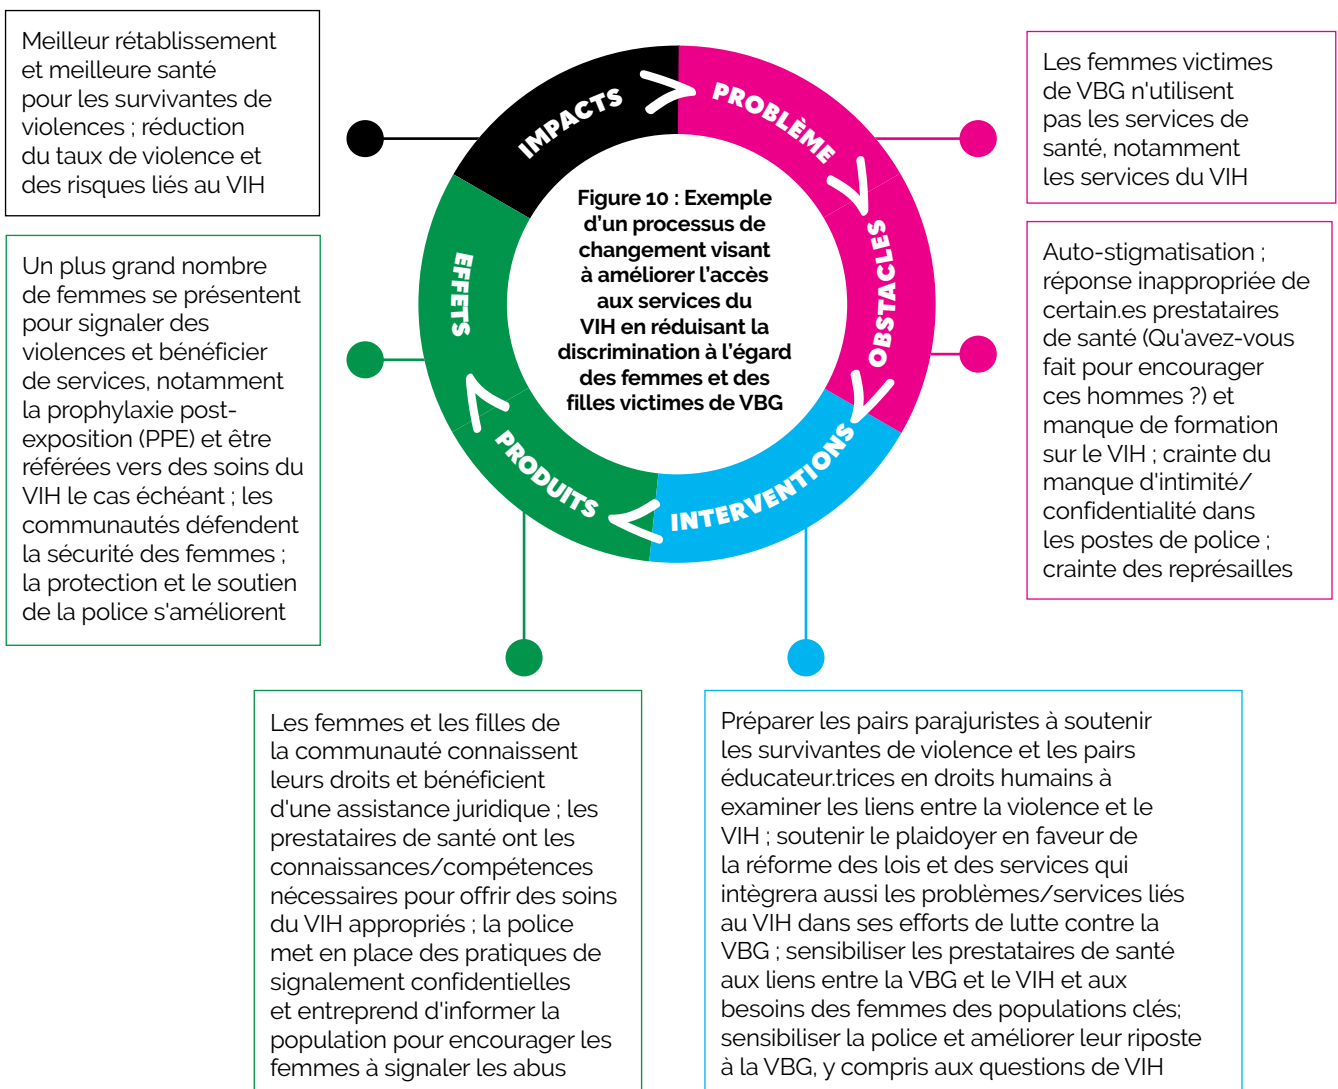 Meilleur rétablissement
et meilleure santé
pour les survivantes de
violences ; réduction
du taux de violence et
des risques liés au VIH
Un plus grand nombre
de femmes se présentent
pour signaler des
violences et bénéficier
de services, notamment
la prophylaxie post-
exposition (PPE) et être
référées vers des soins du
VIH le cas échéant ; les
communautés défendent
la sécurité des femmes ;
la protection et le soutien
de la police s'améliorent
IMPACTS
PROBLÈME
OBSTACLES
INTERVENTIONS
PRODUITS
EFFETS
Figure 10 : Exemple
d’un processus de
changement visant
à améliorer l’accès
aux services du
VIH en réduisant la
discrimination à l’égard
des femmes et des
filles victimes de VBG
Les femmes victimes
de VBG n'utilisent
pas les services de
santé, notamment
les services du VIH
Auto-stigmatisation ;
réponse inappropriée de
certain.es prestataires
de santé (Qu'avez-vous
fait pour encourager
ces hommes ?) et
manque de formation
sur le VIH ; crainte du
manque d'intimité/
confidentialité dans
les postes de police ;
crainte des représailles
Les femmes et les filles de
la communauté connaissent
leurs droits et bénéficient
d'une assistance juridique ; les
prestataires de santé ont les
connaissances/compétences
nécessaires pour offrir des soins
du VIH appropriés ; la police
met en place des pratiques de
signalement confidentielles
et entreprend d'informer la
population pour encourager les
femmes à signaler les abus
Préparer les pairs parajuristes à soutenir
les survivantes de violence et les pairs
éducateur.trices en droits humains à
examiner les liens entre la violence et le
VIH ; soutenir le plaidoyer en faveur de
la réforme des lois et des services qui
intègrera aussi les problèmes/services liés
au VIH dans ses efforts de lutte contre la
VBG ; sensibiliser les prestataires de santé
aux liens entre la VBG et le VIH et aux
besoins des femmes des populations clés;
sensibiliser la police et améliorer leur riposte
à la VBG, y compris aux questions de VIH